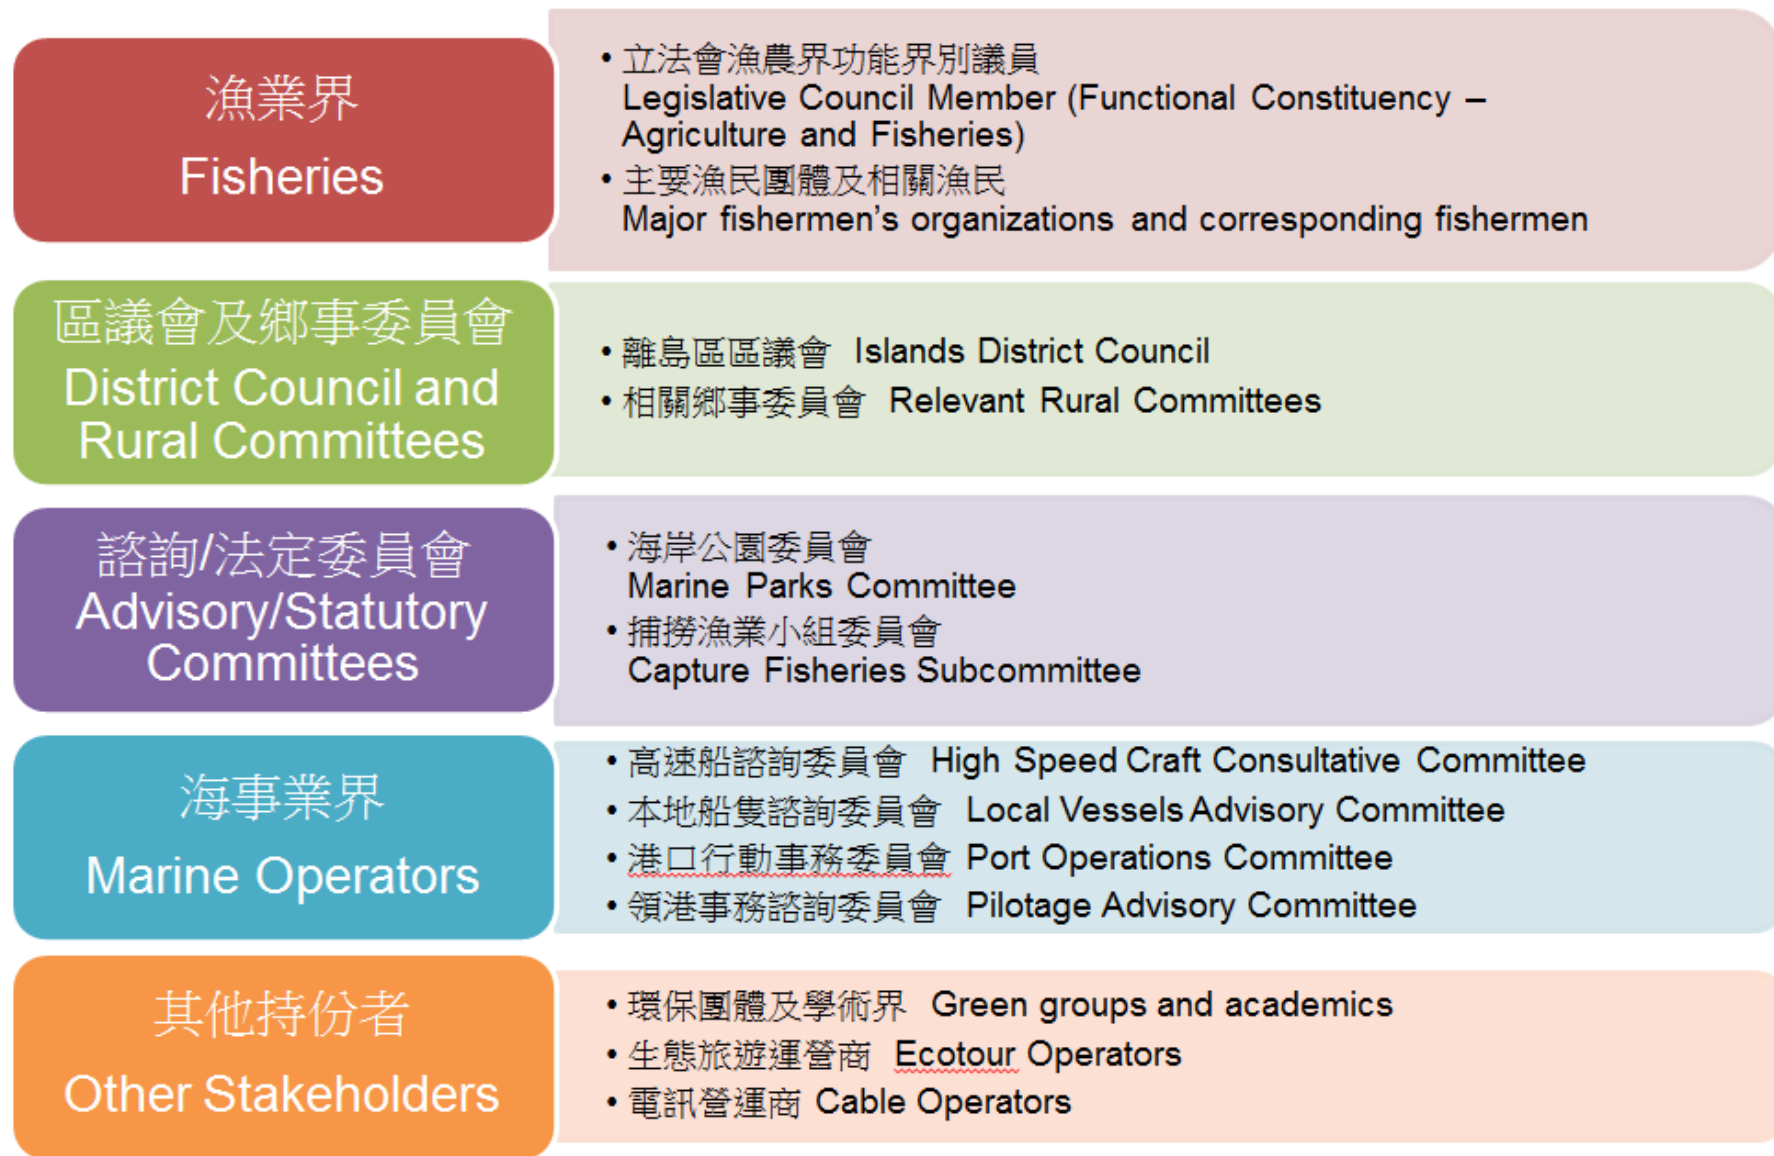 漁業界
Fisheries
• 立法會漁農界功能界別議員
Legislative Council Member (Functional Constituency –
Agriculture and Fisheries)
• 主要漁民團體及相關漁民
Major fishermen's organizations and corresponding fishermen
區議會及鄉事委員會
District Council and
Rural Committees
• 離島區區議會 Islands District Council
• 相關鄉事委員會 Relevant Rural Committees
諮詢/法定委員會
Advisory/Statutory
Committees
• 海岸公園委員會
Marine Parks Committee
• 捕撈漁業小組委員會
Capture Fisheries Subcommittee
海事業界
Marine Operators
• 高速船諮詢委員會 High Speed Craft Consultative Committee
• 本地船隻諮詢委員會 Local Vessels Advisory Committee
• 港口行動事務委員會 Port Operations Committee
• 領港事務諮詢委員會 Pilotage Advisory Committee
其他持份者
Other Stakeholders
• 環保團體及學術界 Green groups and academics
• 生態旅遊運營商 Ecotour Operators
• 電訊營運商 Cable Operators